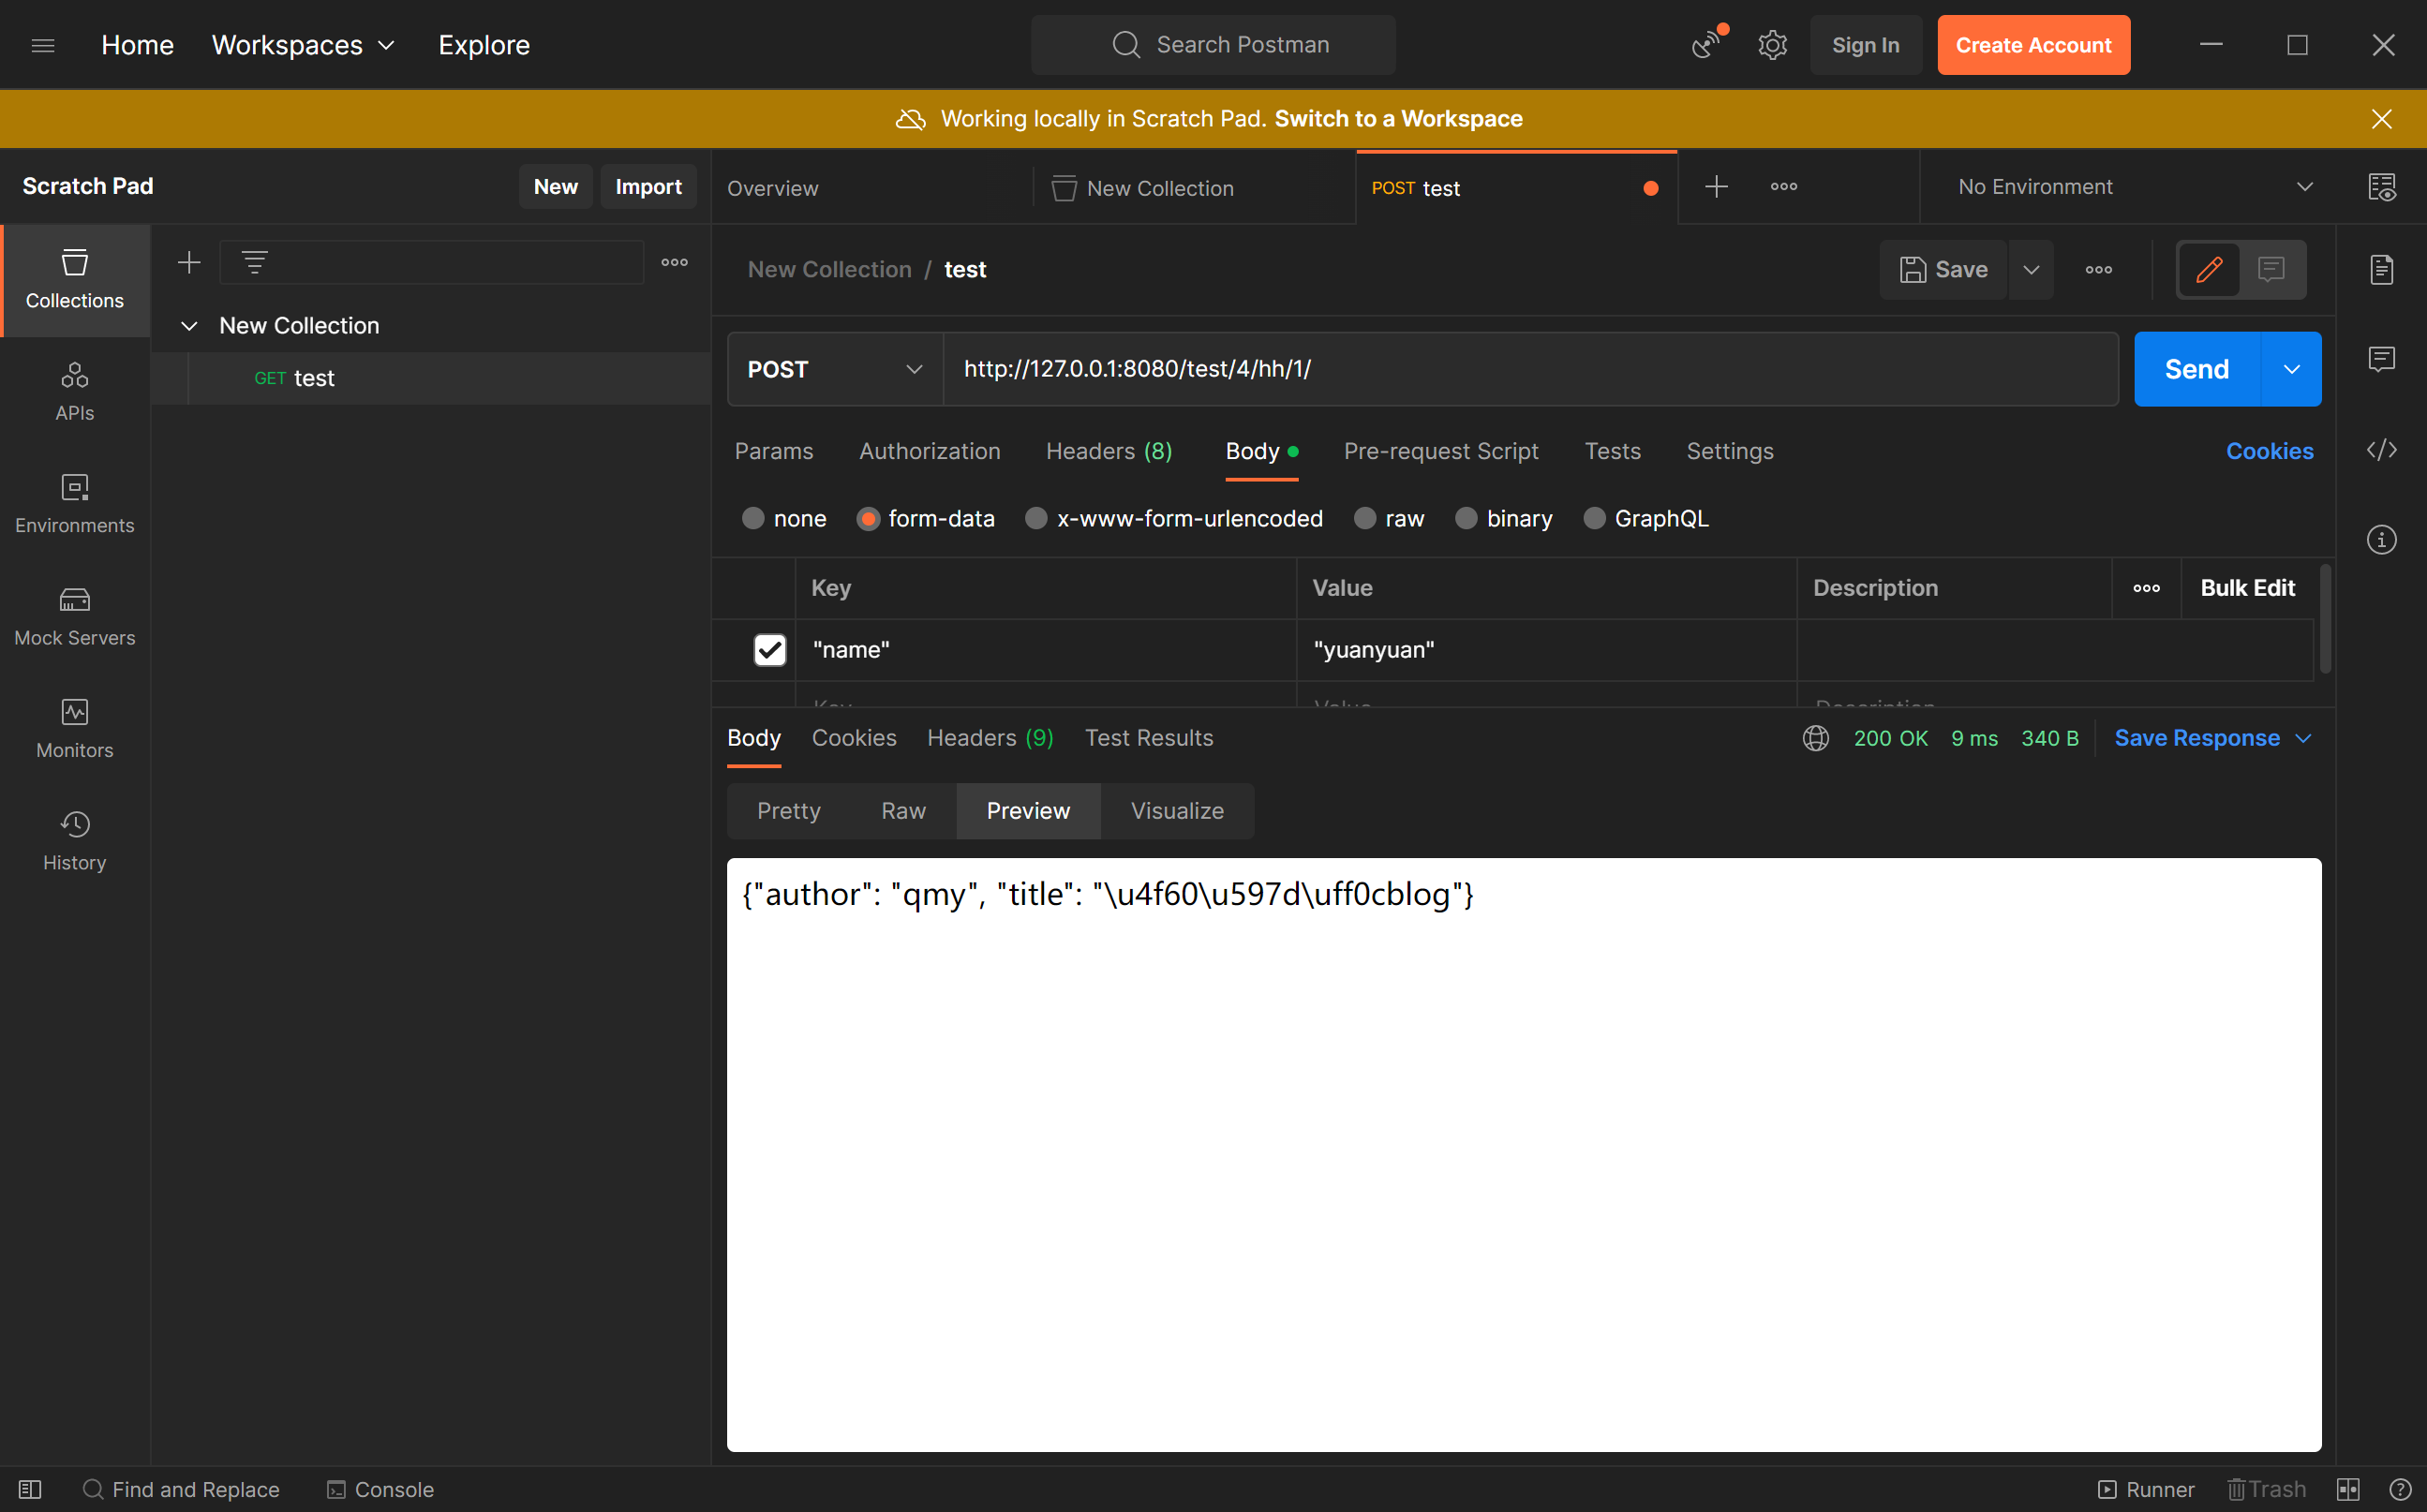 Home Workspaces Explore Search Postman Sign In Create Account
Working locally in Scratch Pad. Switch to a Workspace
Scratch Pad New Import
Overview New Collection POST test No Environment
Collections
APIs
Environments
Mock Servers
Monitors
History
New Collection
GET test
New Collection / test Save
POST http://127.0.0.1:8080/test/4/hh/1/ Send
Params Authorization Headers (8) Body Pre-request Script Tests Settings Cookies
none form-data x-www-form-urlencoded raw binary GraphQL
Key Value Description Bulk Edit
"name" "yuanyuan"
Key Value Description
Body Cookies Headers (9) Test Results 200 OK 9 ms 340 B Save Response
Pretty Raw Preview Visualize
{"author": "qmy", "title": "\u4f60\u597d\uff0cblog"}
Find and Replace Console Runner Trash